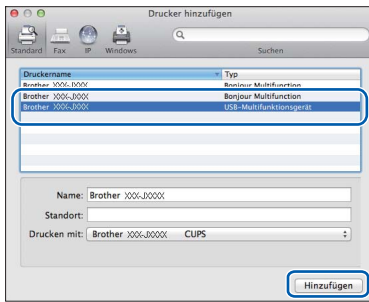 Drucker hinzufügen
Standard Fax IP Windows Suchen
Druckername Typ
Brother XXX-JXXXX Bonjour Multifunction
Brother XXX-JXXXX Bonjour Multifunction
Brother XXX-JXXXX USB-Multifunktionsgerät
Name: Brother XXX-JXXXX
Standort:
Drucken mit: Brother XXX-JXXXX CUPS
Hinzufügen